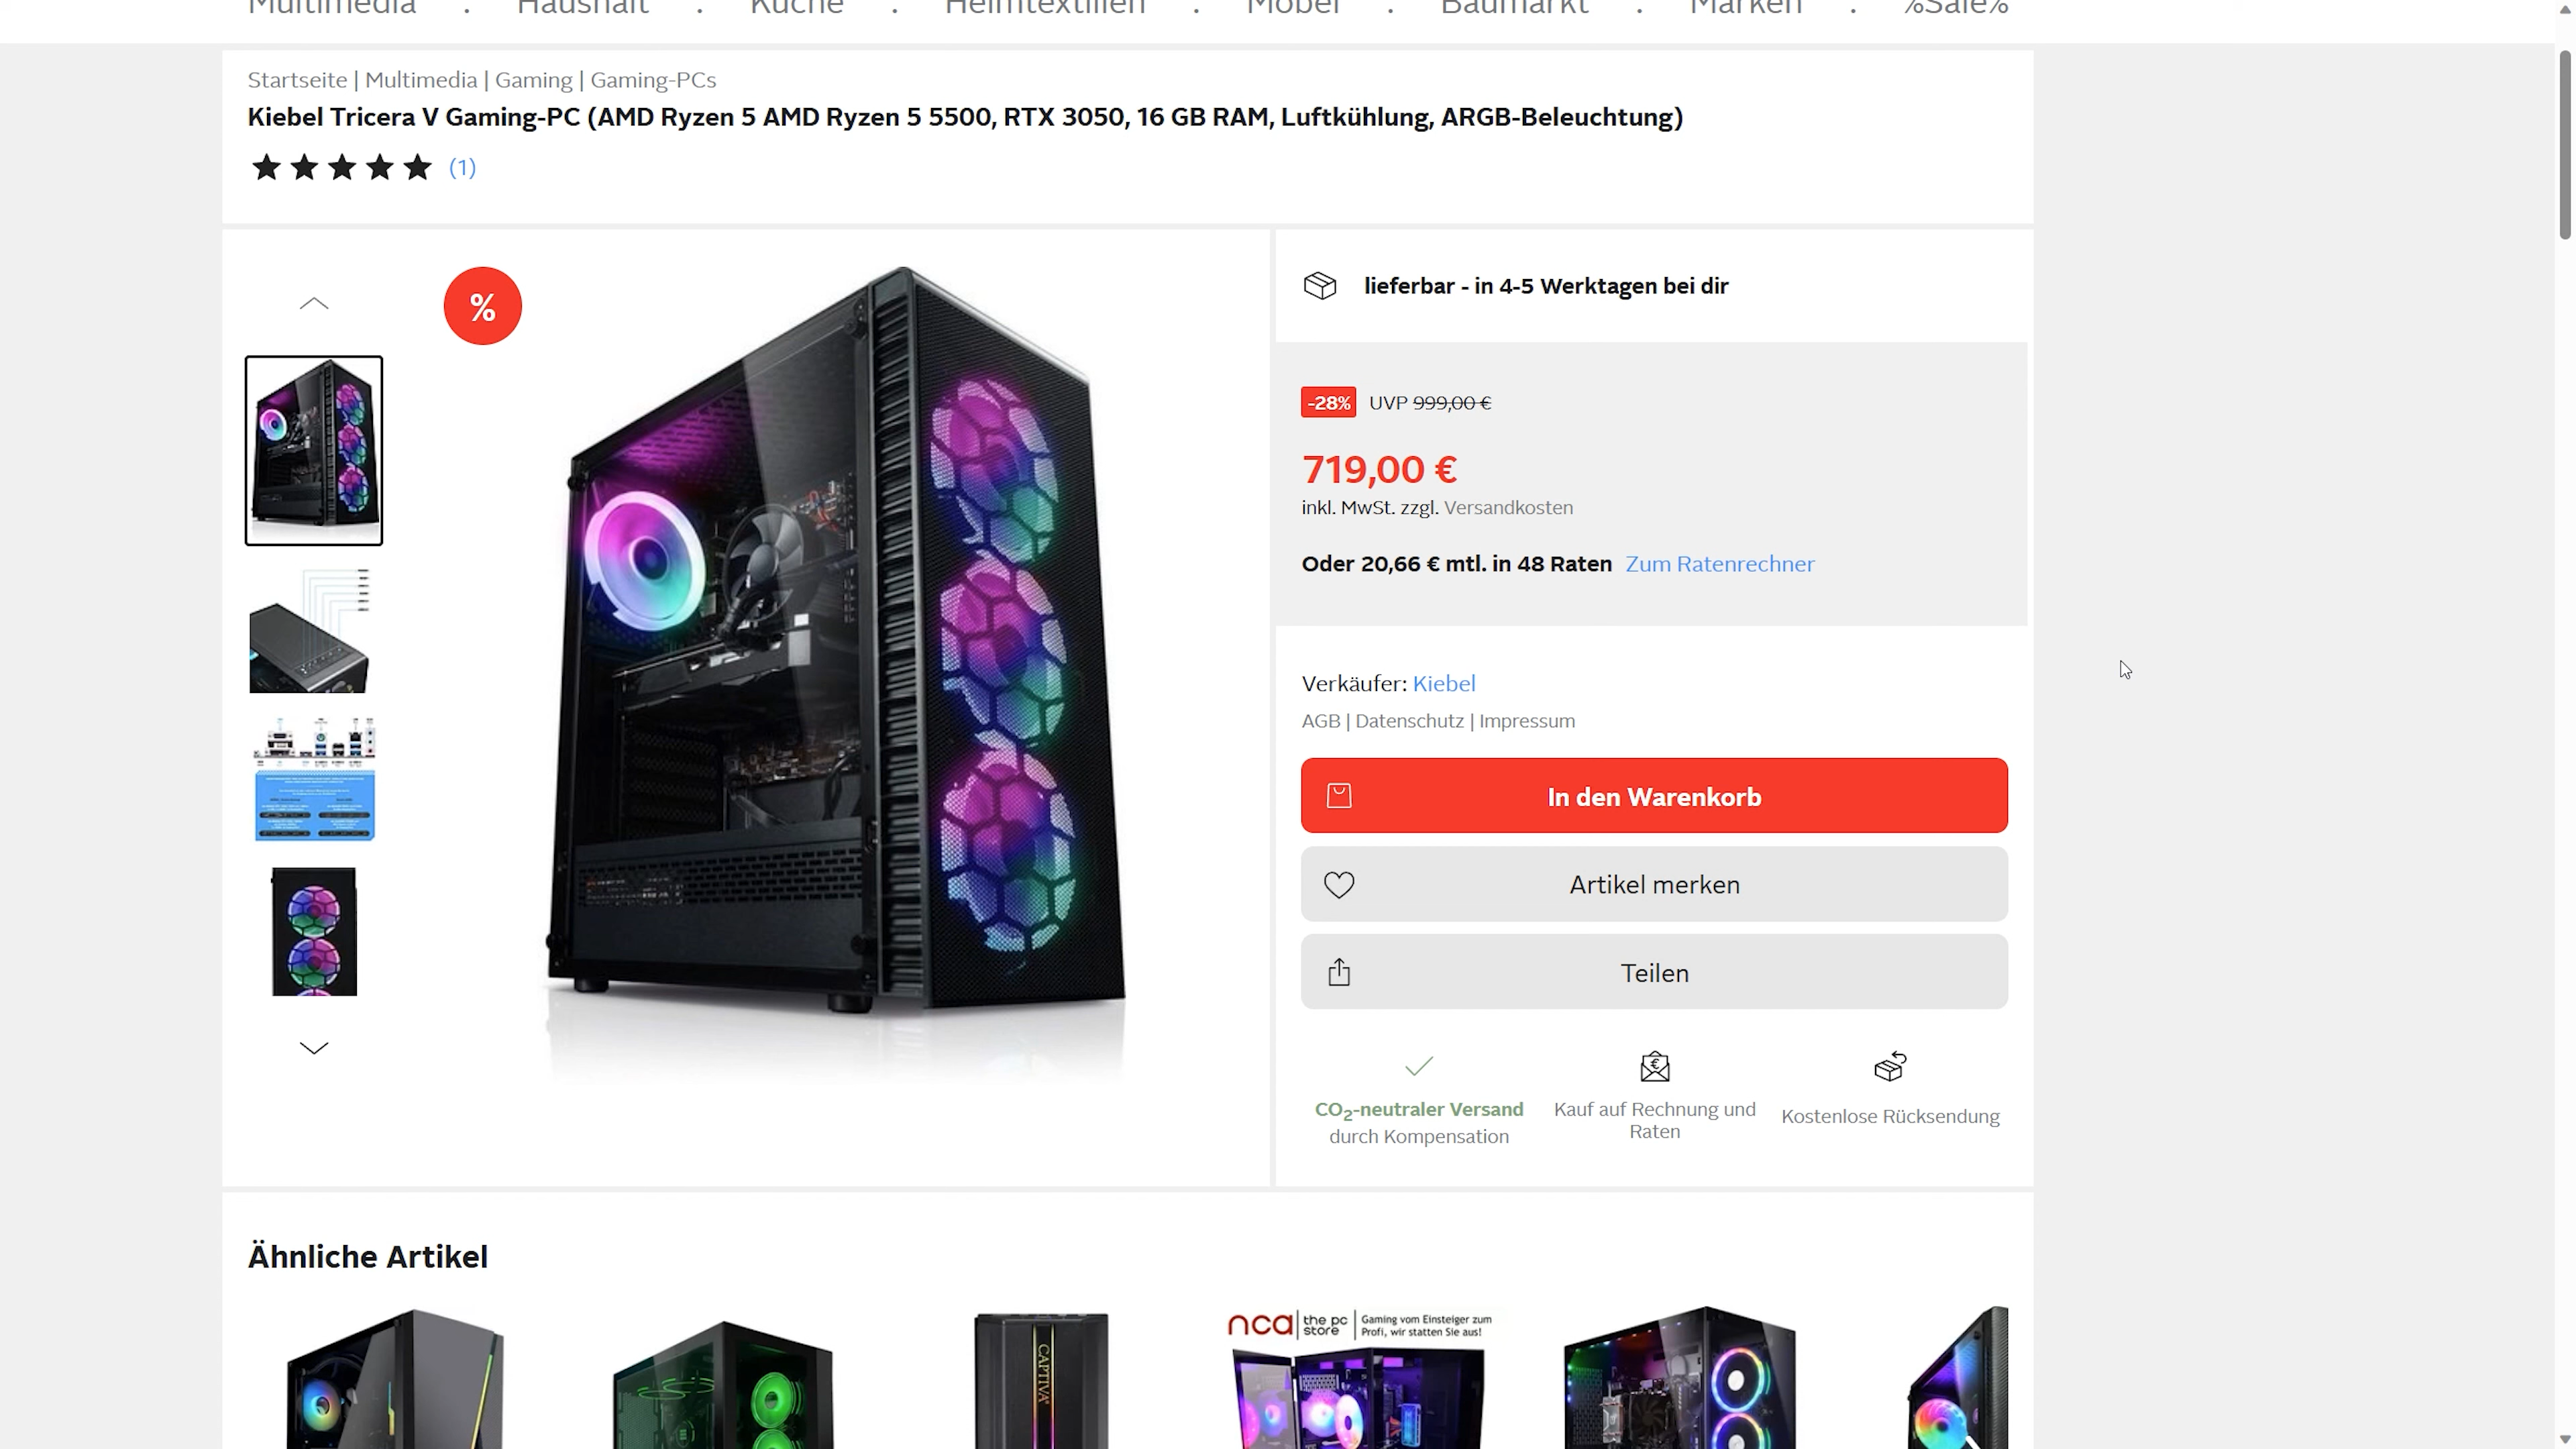 Multimedia . Haushalt . Küche . Heimtextilien . Möbel . Baumarkt . Marken . %Sale%
Startseite | Multimedia | Gaming | Gaming-PCs
Kiebel Tricera V Gaming-PC (AMD Ryzen 5 AMD Ryzen 5 5500, RTX 3050, 16 GB RAM, Luftkühlung, ARGB-Beleuchtung)
(1)
%
lieferbar - in 4-5 Werktagen bei dir
-28% UVP 999,00 €
719,00 €
inkl. MwSt. zzgl. Versandkosten
Oder 20,66 € mtl. in 48 Raten Zum Ratenrechner
Verkäufer: Kiebel
AGB | Datenschutz | Impressum
In den Warenkorb
Artikel merken
Teilen
CO₂-neutraler Versand
durch Kompensation
Kauf auf Rechnung und
Raten
Kostenlose Rücksendung
Ähnliche Artikel
CAPTIVA
nca the pc
store
Gaming vom Einsteiger zum
Profi, wir statten Sie aus!